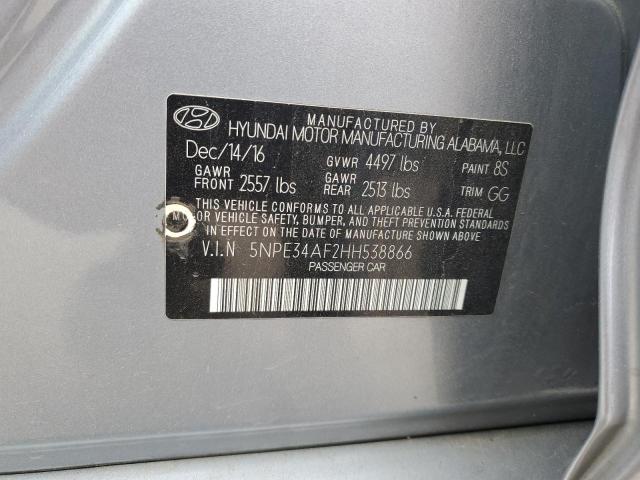 MANUFACTURED BY
HYUNDAI MOTOR MANUFACTURING ALABAMA, LLC
Dec/14/16 GVWR 4497 lbs PAINT 8S
GAWR FRONT 2557 lbs GAWR REAR 2513 lbs TRIM GG
THIS VEHICLE CONFORMS TO ALL APPLICABLE U.S.A. FEDERAL
MOTOR VEHICLE SAFETY, BUMPER, AND THEFT PREVENTION STANDARDS
IN EFFECT ON THE DATE OF MANUFACTURE SHOWN ABOVE.
V.I.N 5NPE34AF2HH538866
PASSENGER CAR